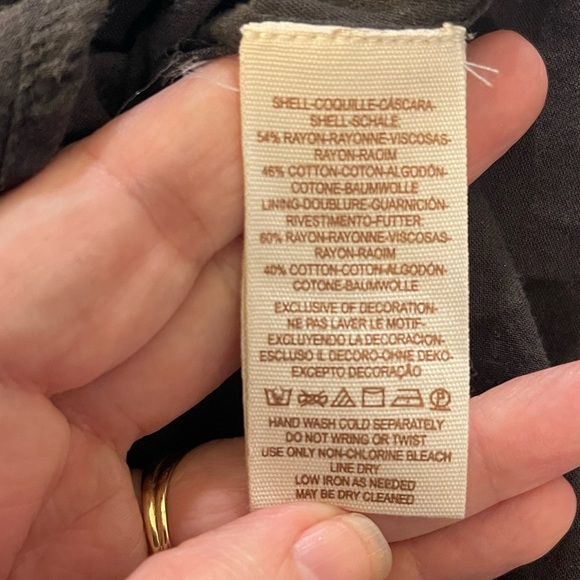 SHELL-COQUILLE-CÁSCARA-
SHELL-SCHALE
54% RAYON-RAYONNE-VISCOSAS-
RAYON-RAOIM
46% COTTON-COTON-ALGODÓN-
COTONE-BAUMWOLLE
LINING-DOUBLURE-GUARNICIÓN-
RIVESTIMENTO-FUTTER
60% RAYON-RAYONNE-VISCOSAS-
RAYON-RAOIM
40% COTTON-COTON-ALGODÓN-
COTONE-BAUMWOLLE
EXCLUSIVE OF DECORATION-
NE PAS LAVER LE MOTIF-
EXCLUYENDO LA DECORACION-
ESCLUSO IL DECORO-OHNE DEKO-
EXCEPTO DECORAÇÃO
P
HAND WASH COLD SEPARATELY
DO NOT WRING OR TWIST
USE ONLY NON-CHLORINE BLEACH
LINE DRY
LOW IRON AS NEEDED
MAY BE DRY CLEANED